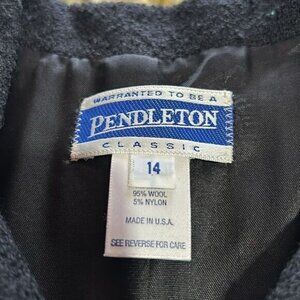 WARRANTED TO BE A
PENDLETON
CLASSIC
14
95% WOOL
5% NYLON
MADE IN U.S.A.
SEE REVERSE FOR CARE